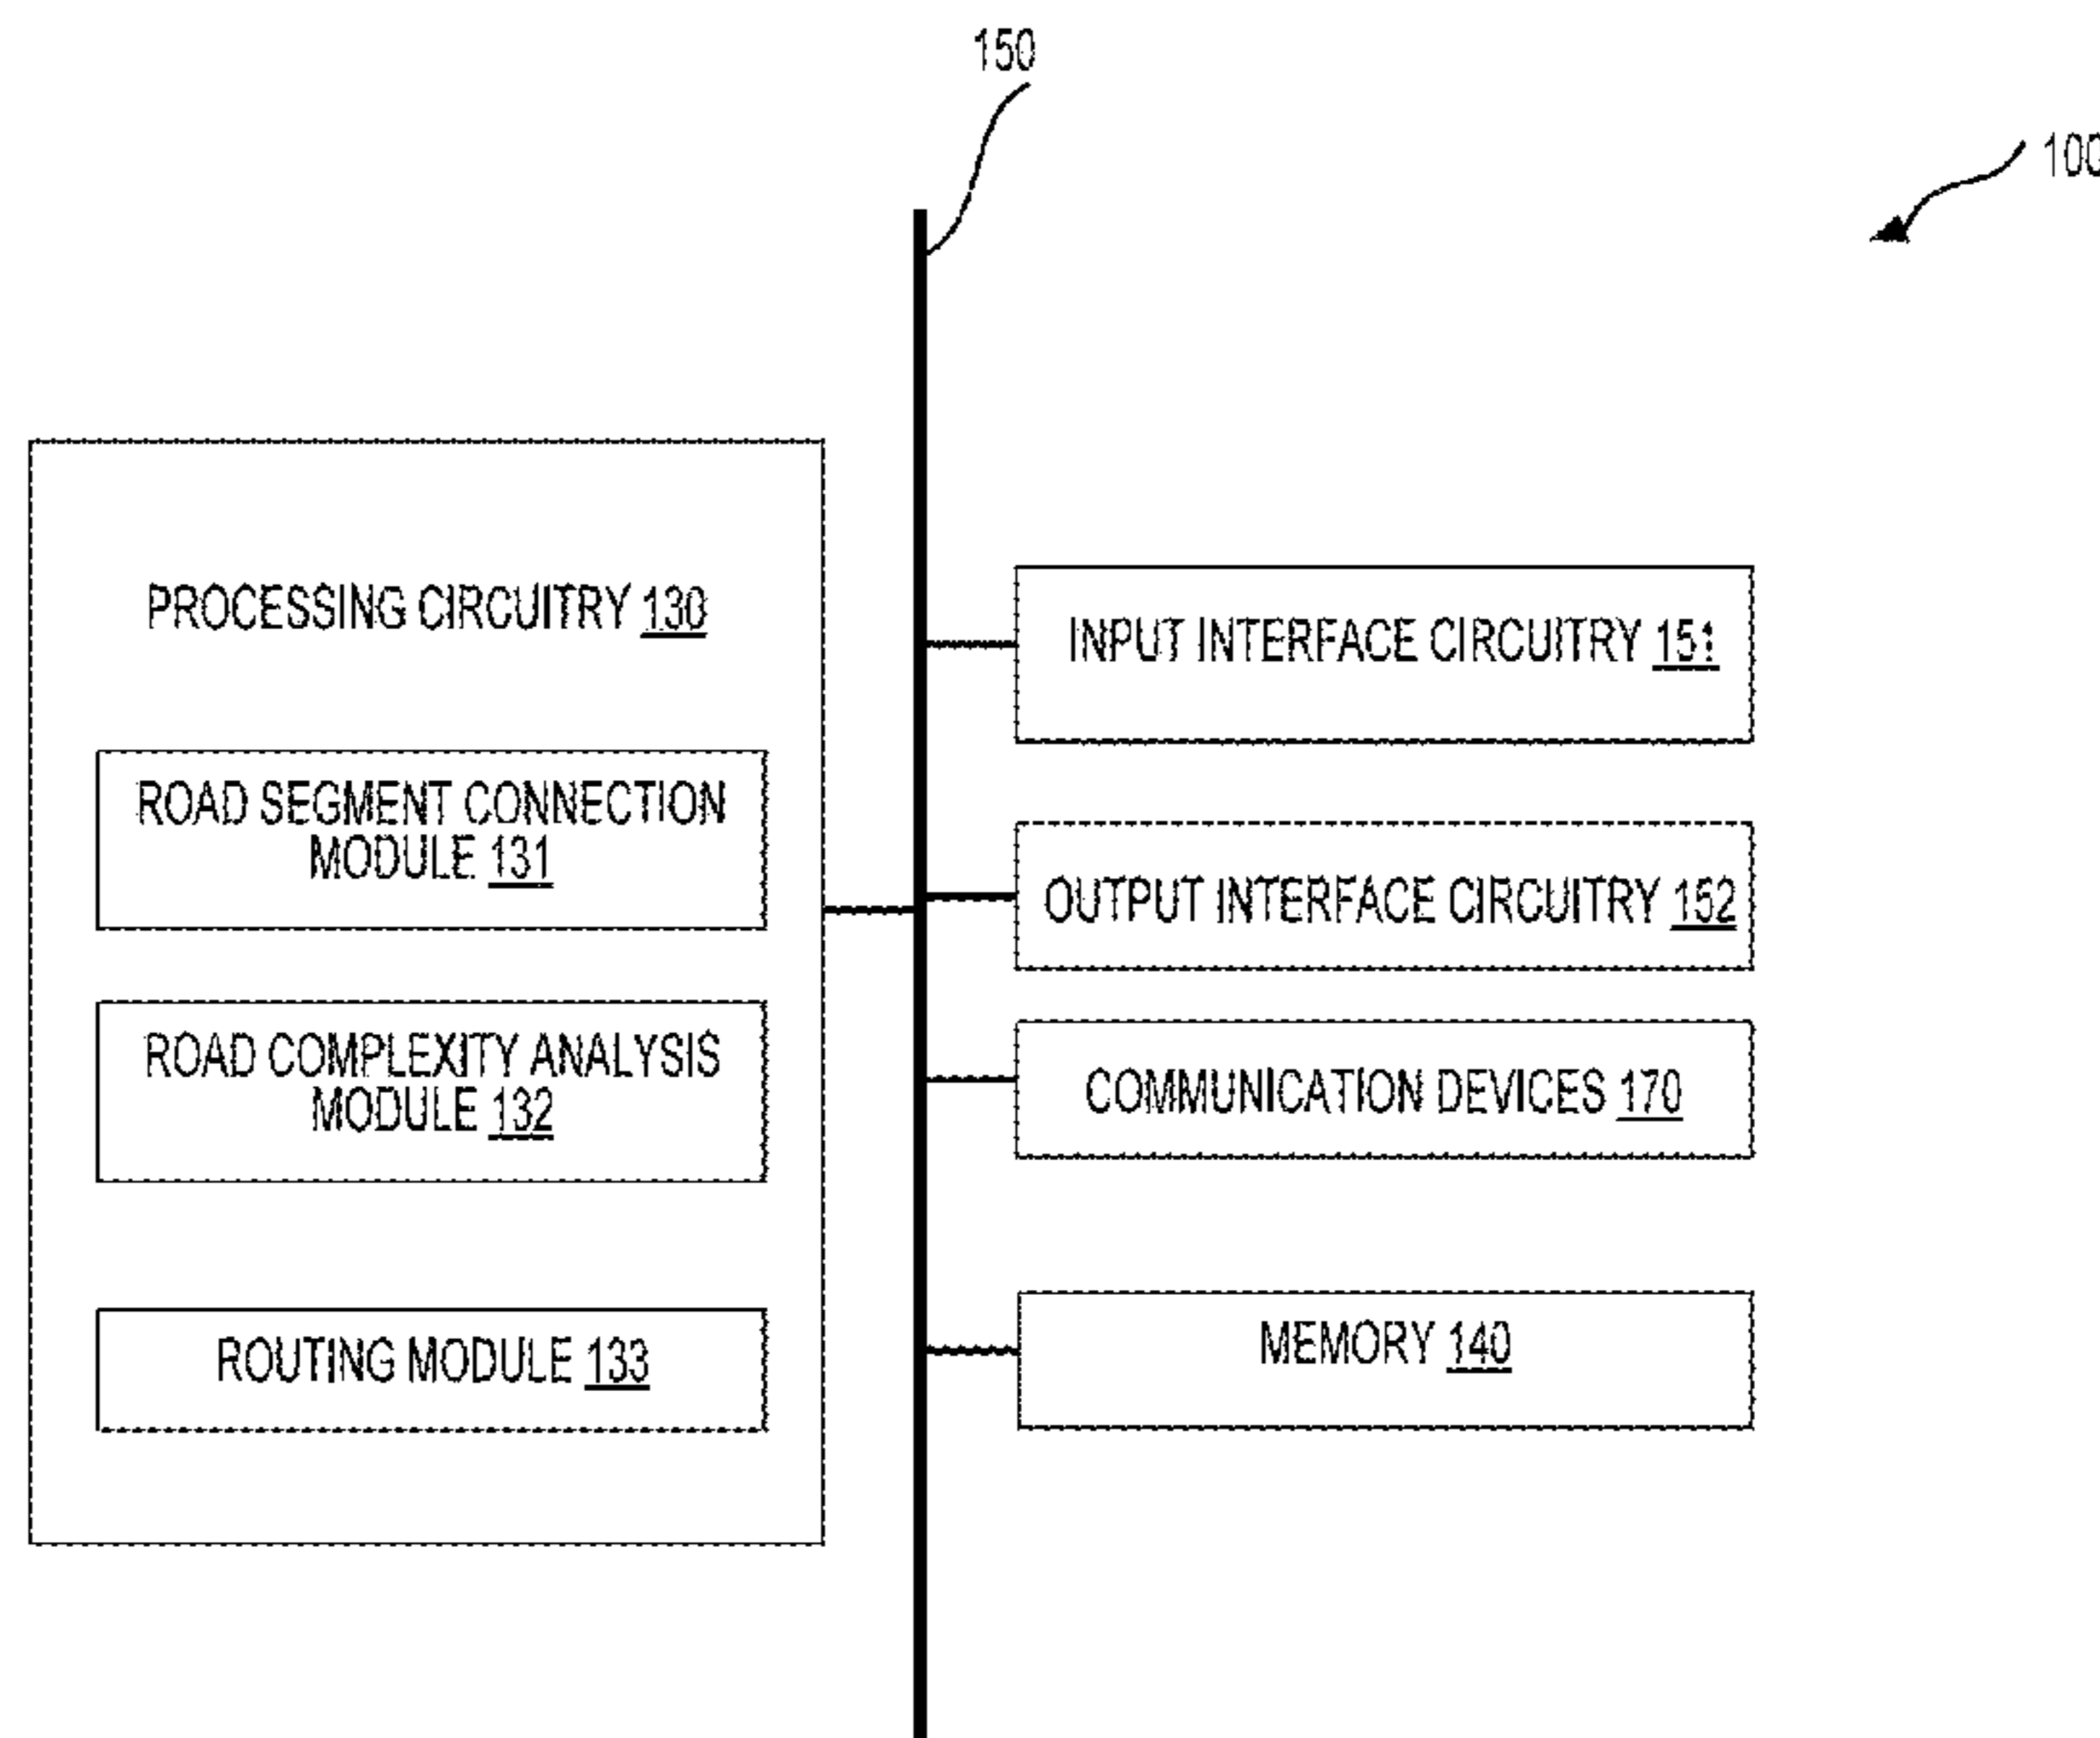 150
100
PROCESSING CIRCUITRY 130
ROAD SEGMENT CONNECTION
MODULE 131
ROAD COMPLEXITY ANALYSIS
MODULE 132
ROUTING MODULE 133
INPUT INTERFACE CIRCUITRY 151
OUTPUT INTERFACE CIRCUITRY 152
COMMUNICATION DEVICES 170
MEMORY 140